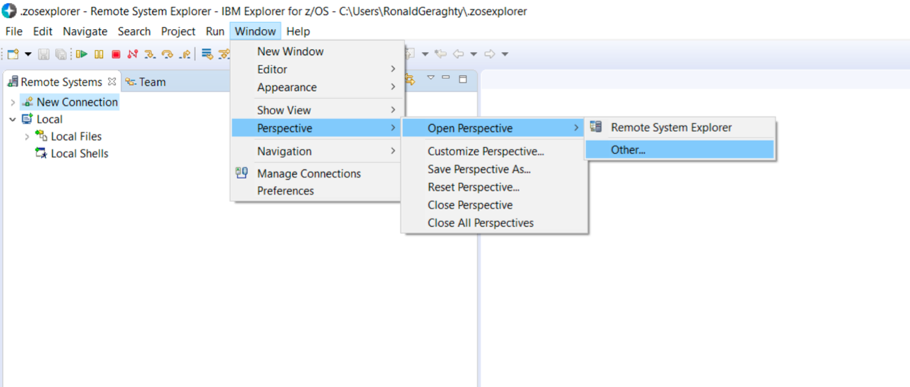 .zosexplorer - Remote System Explorer - IBM Explorer for z/OS - C:\Users\RonaldGeraghty\.zosexplorer
File Edit Navigate Search Project Run Window Help
Remote Systems
Team
New Connection
Local
Local Files
Local Shells
New Window
Editor
Appearance
Show View
Perspective
Navigation
Manage Connections
Preferences
Open Perspective
Customize Perspective...
Save Perspective As...
Reset Perspective...
Close Perspective
Close All Perspectives
Remote System Explorer
Other...